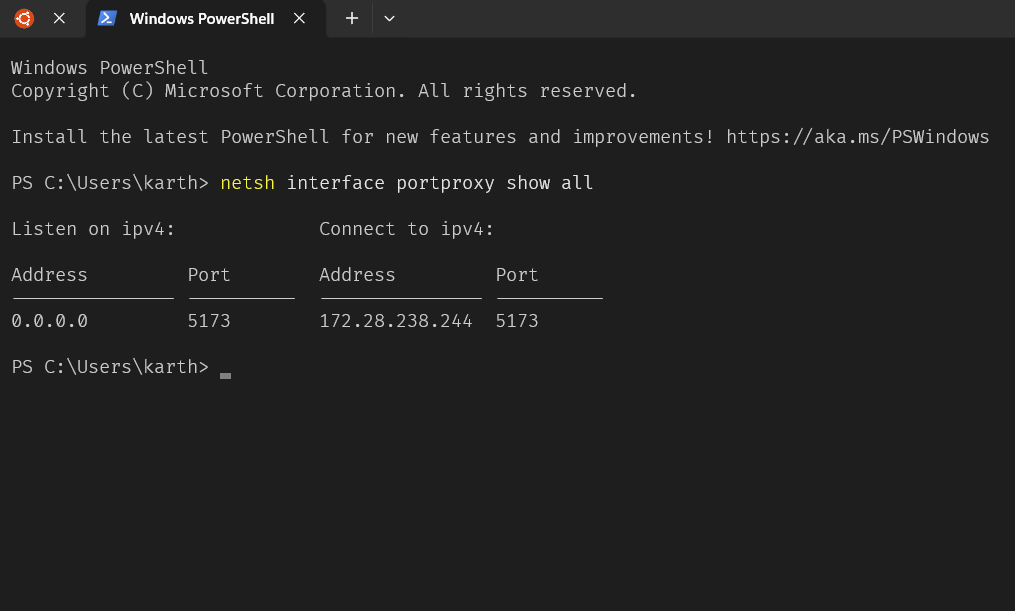 Windows PowerShell
Windows PowerShell
Copyright (C) Microsoft Corporation. All rights reserved.
Install the latest PowerShell for new features and improvements! https://aka.ms/PSWindows
PS C:\Users\karth> netsh interface portproxy show all
Listen on ipv4:             Connect to ipv4:
Address         Port        Address         Port
--------------- ----------  --------------- ----------
0.0.0.0         5173        172.28.238.244  5173
PS C:\Users\karth>